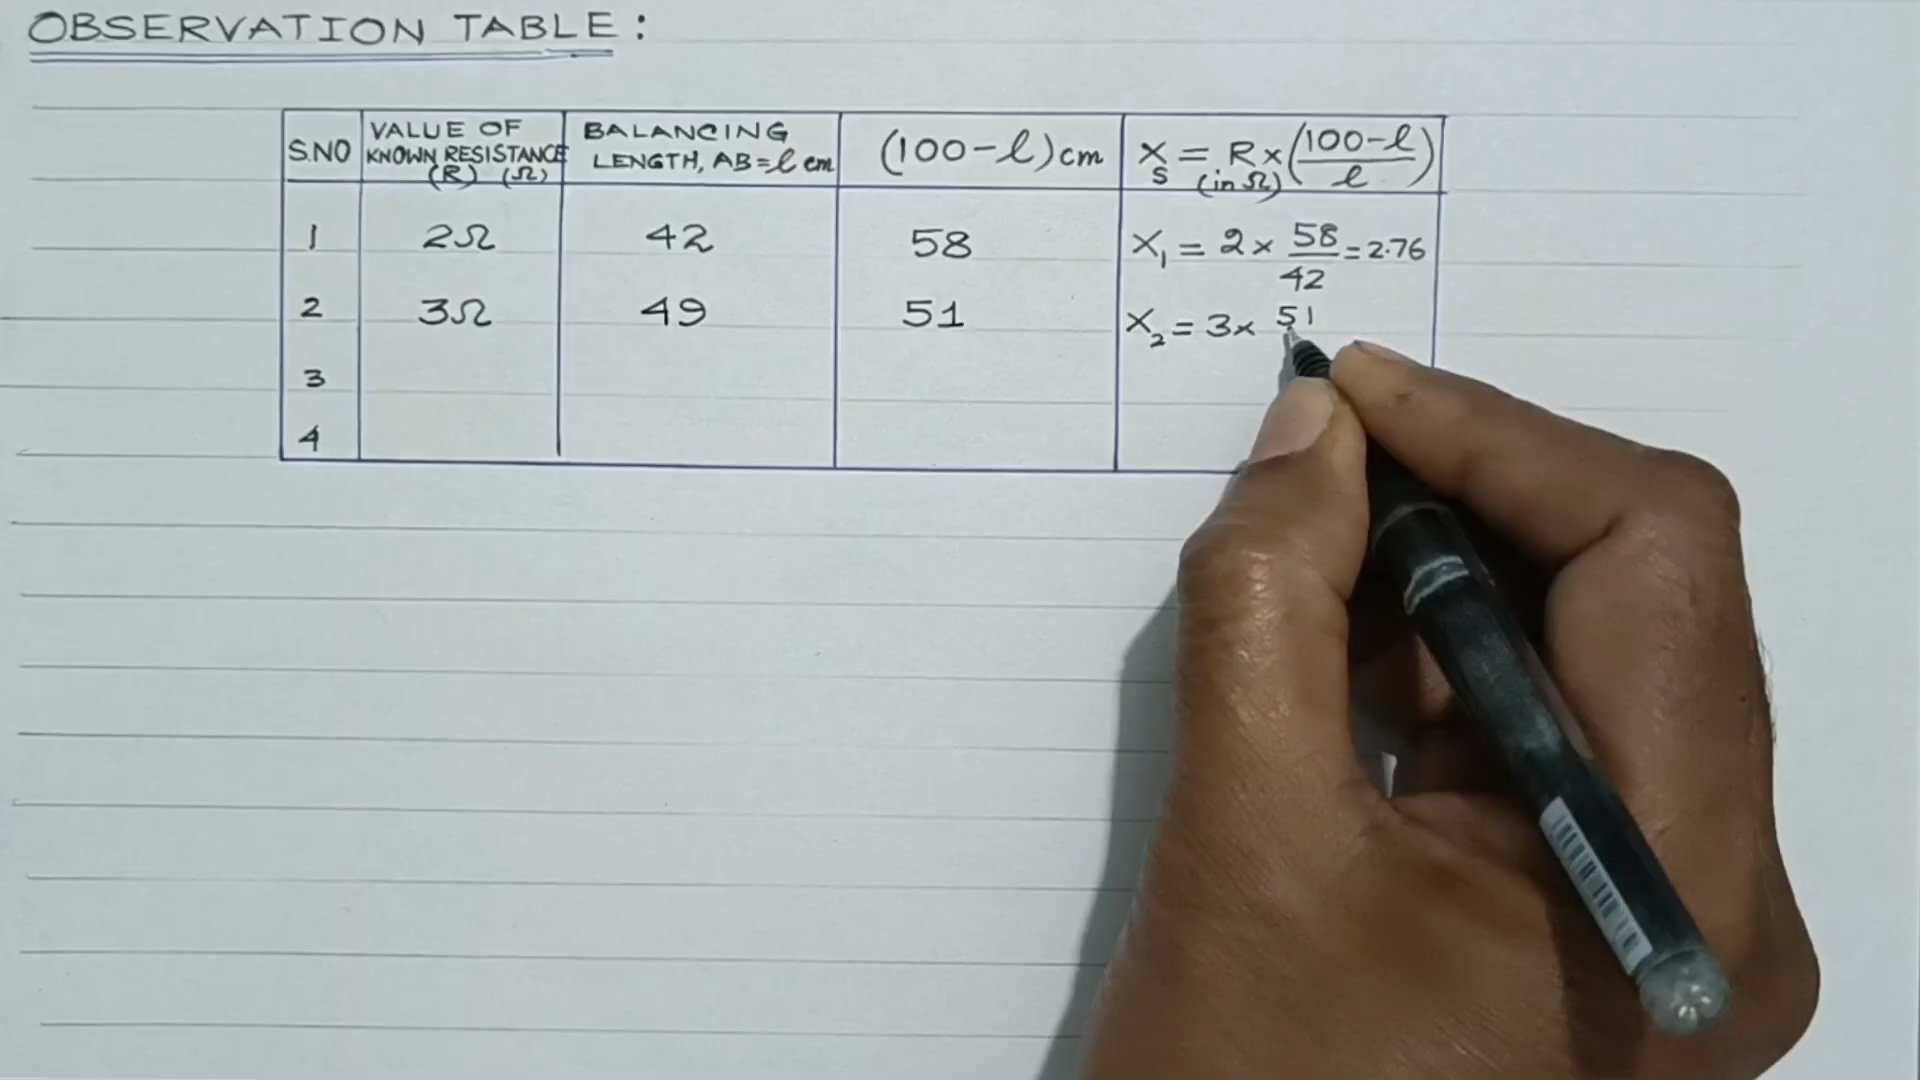 OBSERVATION TABLE:
S.NO
VALUE OF
KNOWN RESISTANCE
(R) (Ω)
BALANCING
LENGTH, AB=l cm
(100-l)cm
X = R×(100-l/l)
S (in Ω)
1 2Ω 42 58 X₁ = 2 × 58/42 = 2.76
2 3Ω 49 51 X₂ = 3× 51
3
4